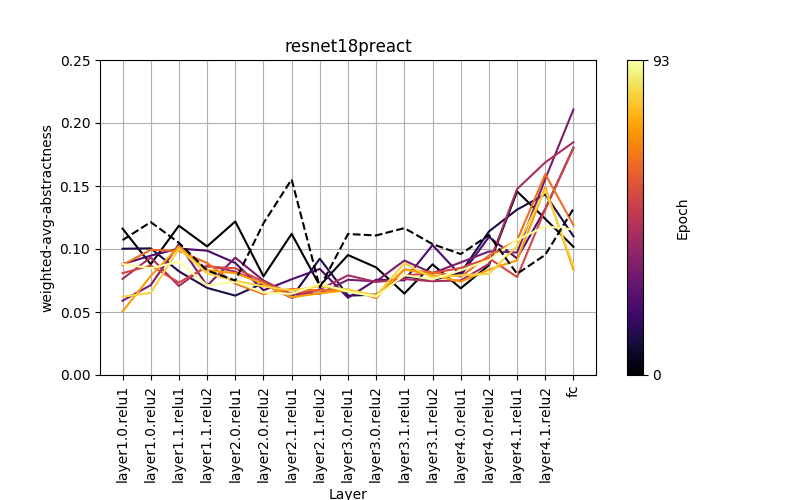 resnet18preact
weighted-avg-abstractness
0.25
0.20
0.15
0.10
0.05
0.00
layer1.0.relu1
layer1.0.relu2
layer1.1.relu1
layer1.1.relu2
layer2.0.relu1
layer2.0.relu2
layer2.1.relu1
layer2.1.relu2
layer3.0.relu1
layer3.0.relu2
layer3.1.relu1
layer3.1.relu2
layer4.0.relu1
layer4.0.relu2
layer4.1.relu1
layer4.1.relu2
fc
Layer
93
0
Epoch